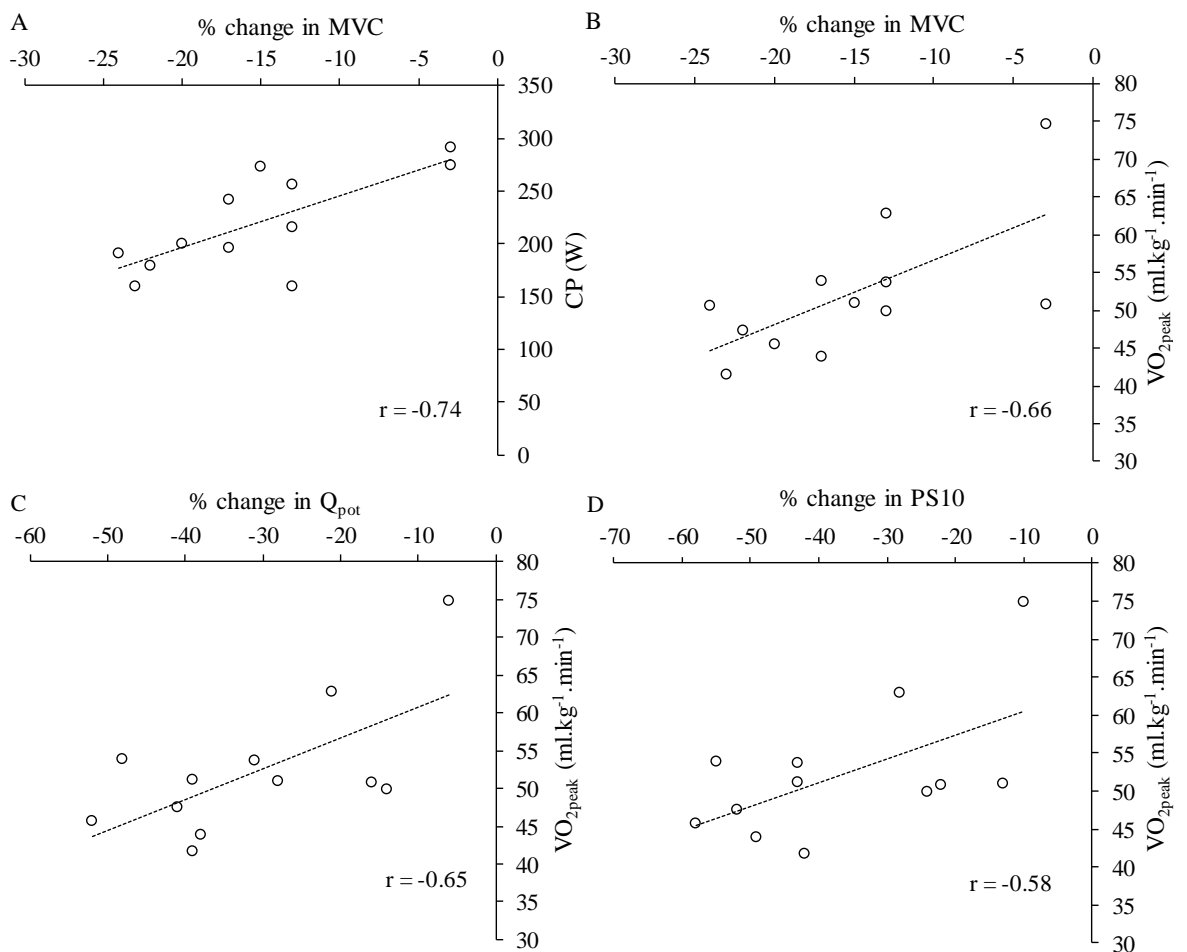 A
% change in MVC
-30 -25 -20 -15 -10 -5 0
350
300
250
200
150
100
50
0
CP (W)
r = -0.74
B
% change in MVC
-25 -20 -15 -10 -5 0
80
75
70
65
60
55
50
45
40
35
30
VO2peak (ml.kg-1.min-1)
r = -0.66
C
% change in Qpot
-60 -50 -40 -30 -20 -10 0
80
75
70
65
60
55
50
45
40
35
30
VO2peak (ml.kg-1.min-1)
r = -0.65
D
% change in PS10
-70 -60 -50 -40 -30 -20 -10 0
80
75
70
65
60
55
50
45
40
35
30
VO2peak (ml.kg-1.min-1)
r = -0.58